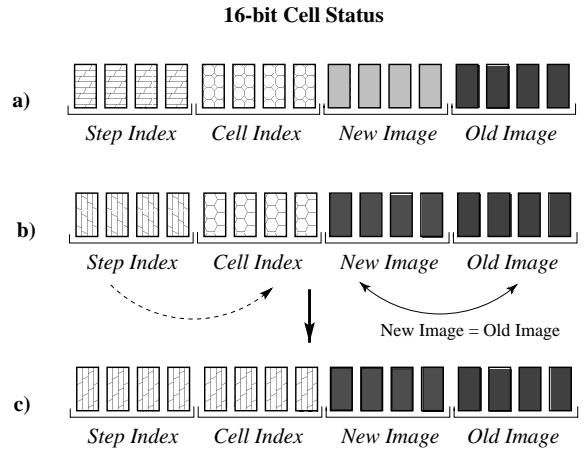 16-bit Cell Status
a)
Step Index Cell Index New Image Old Image
b)
Step Index Cell Index New Image Old Image
New Image = Old Image
c)
Step Index Cell Index New Image Old Image